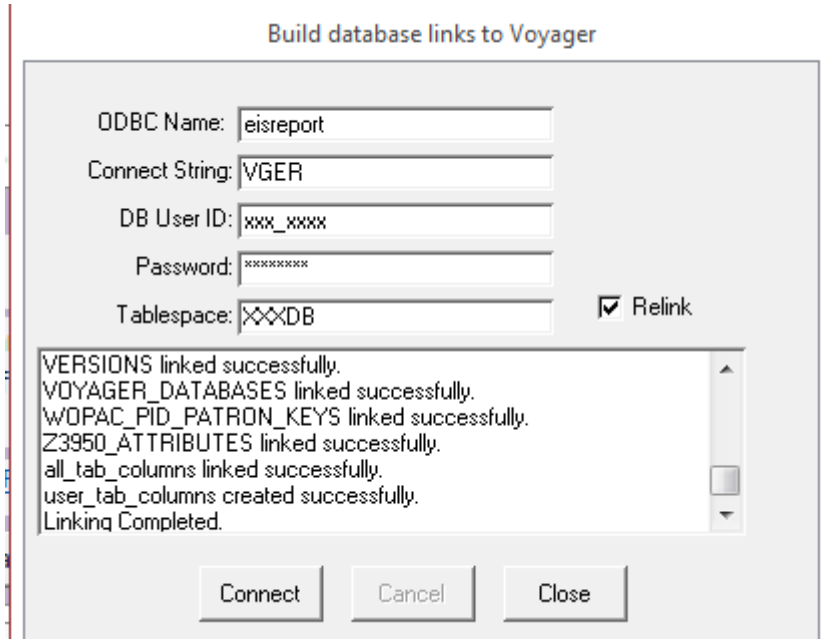 Build database links to Voyager
ODBC Name: eisreport
Connect String: VGER
DB User ID: xxx_xxxx
Password: ********
Tablespace: XXXDB Relink
VERSIONS linked successfully.
VOYAGER_DATABASES linked successfully.
WOPAC_PID_PATRON_KEYS linked successfully.
Z3950_ATTRIBUTES linked successfully.
all_tab_columns linked successfully.
user_tab_columns created successfully.
Linking Completed.
Connect Cancel Close